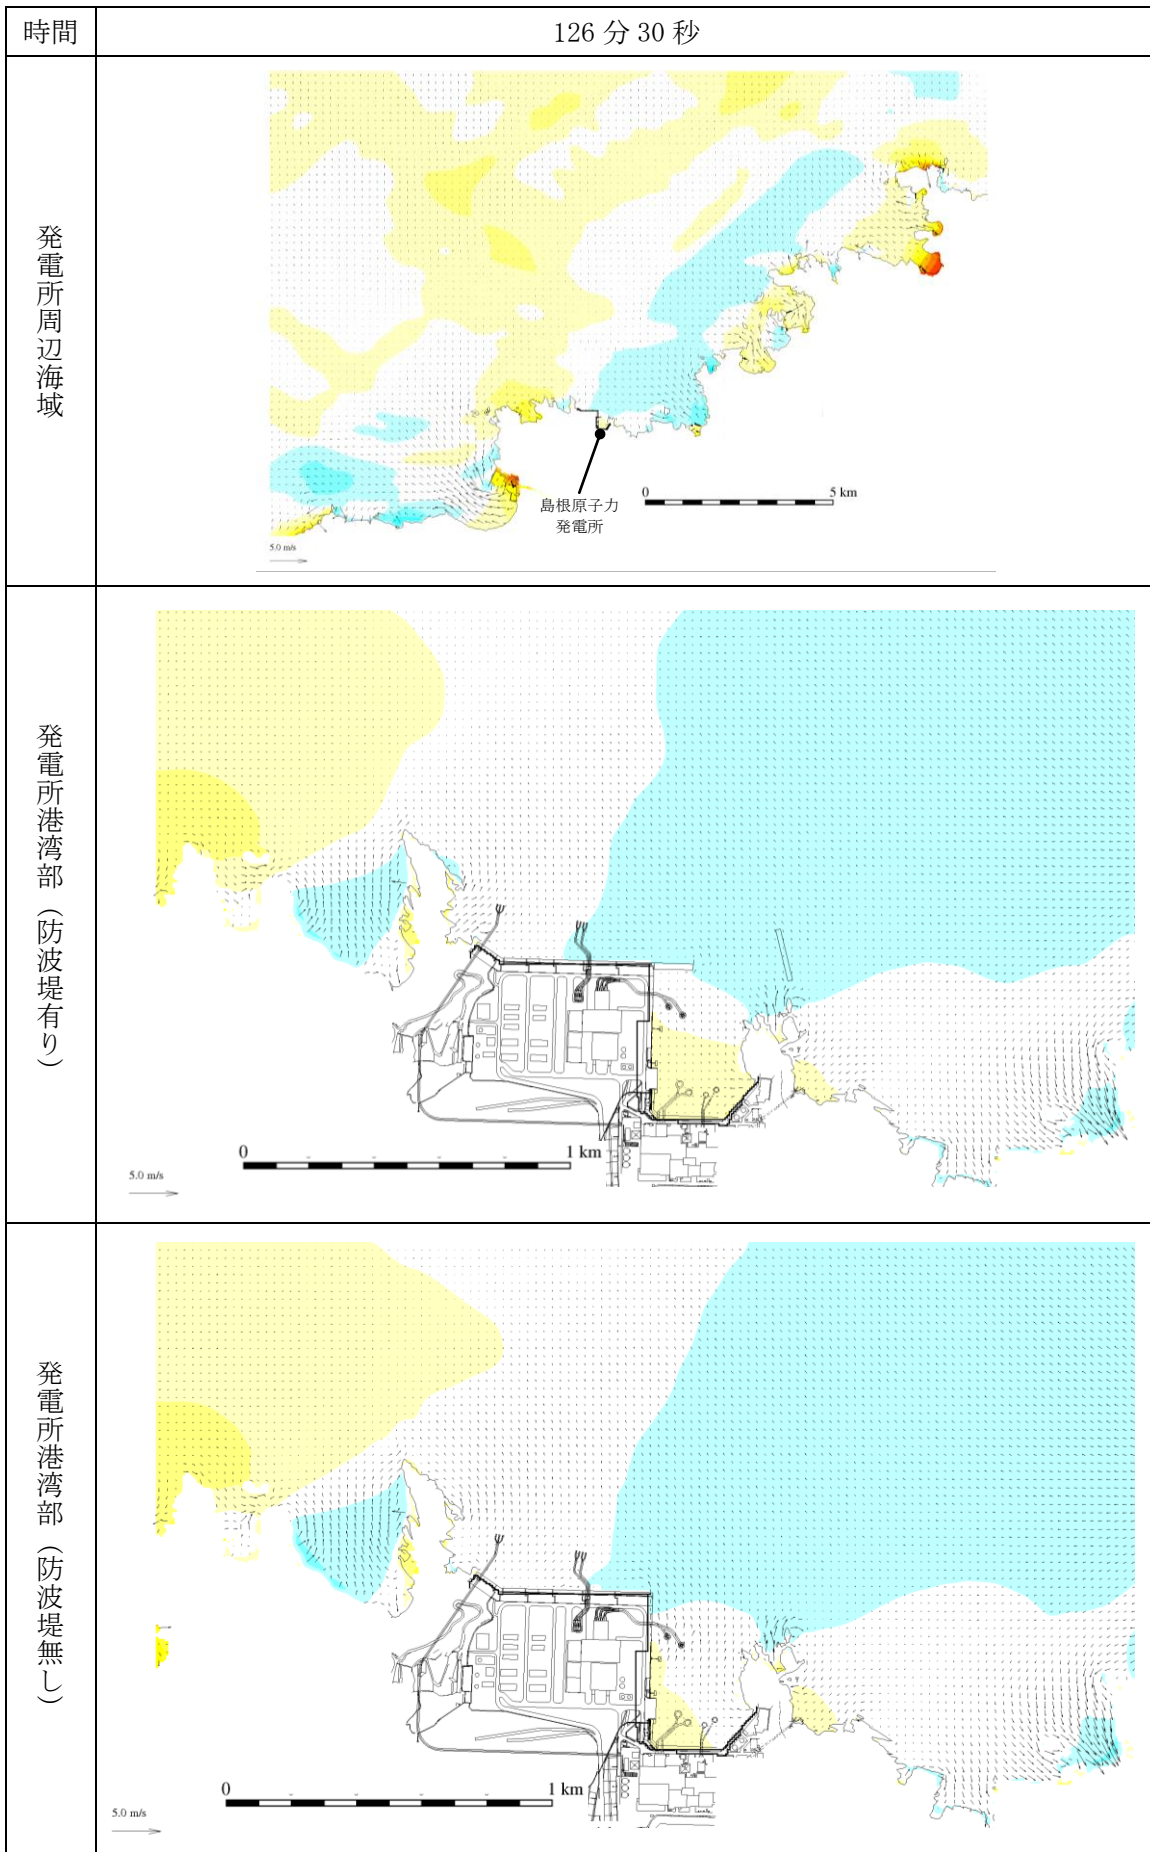 時間
126 分 30 秒
発電所周辺海域
島根原子力
発電所
0
5 km
5.0 m/s
発電所港湾部（防波堤有り）
0
1 km
5.0 m/s
発電所港湾部（防波堤無し）
0
1 km
5.0 m/s